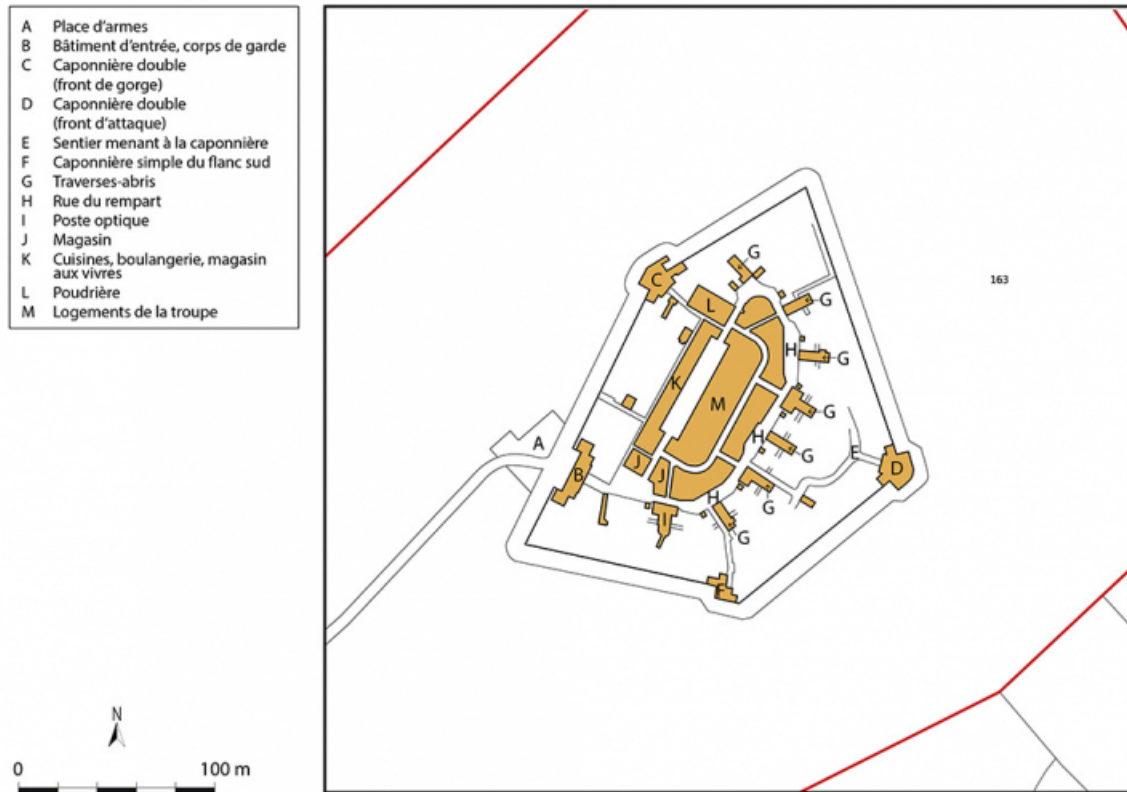 A Place d'armes
B Bâtiment d'entrée, corps de garde
C Caponnière double
(front de gorge)
D Caponnière double
(front d'attaque)
E Sentier menant à la caponnière
F Caponnière simple du flanc sud
G Traverses-abris
H Rue du rempart
I Poste optique
J Magasin
K Cuisines, boulangerie, magasin
aux vivres
L Poudrière
M Logements de la troupe
G
163
C
G
L
H
G
K
M
G
A
H
G
E
D
J
J
B
G
H
I
G
F
N
0 100 m